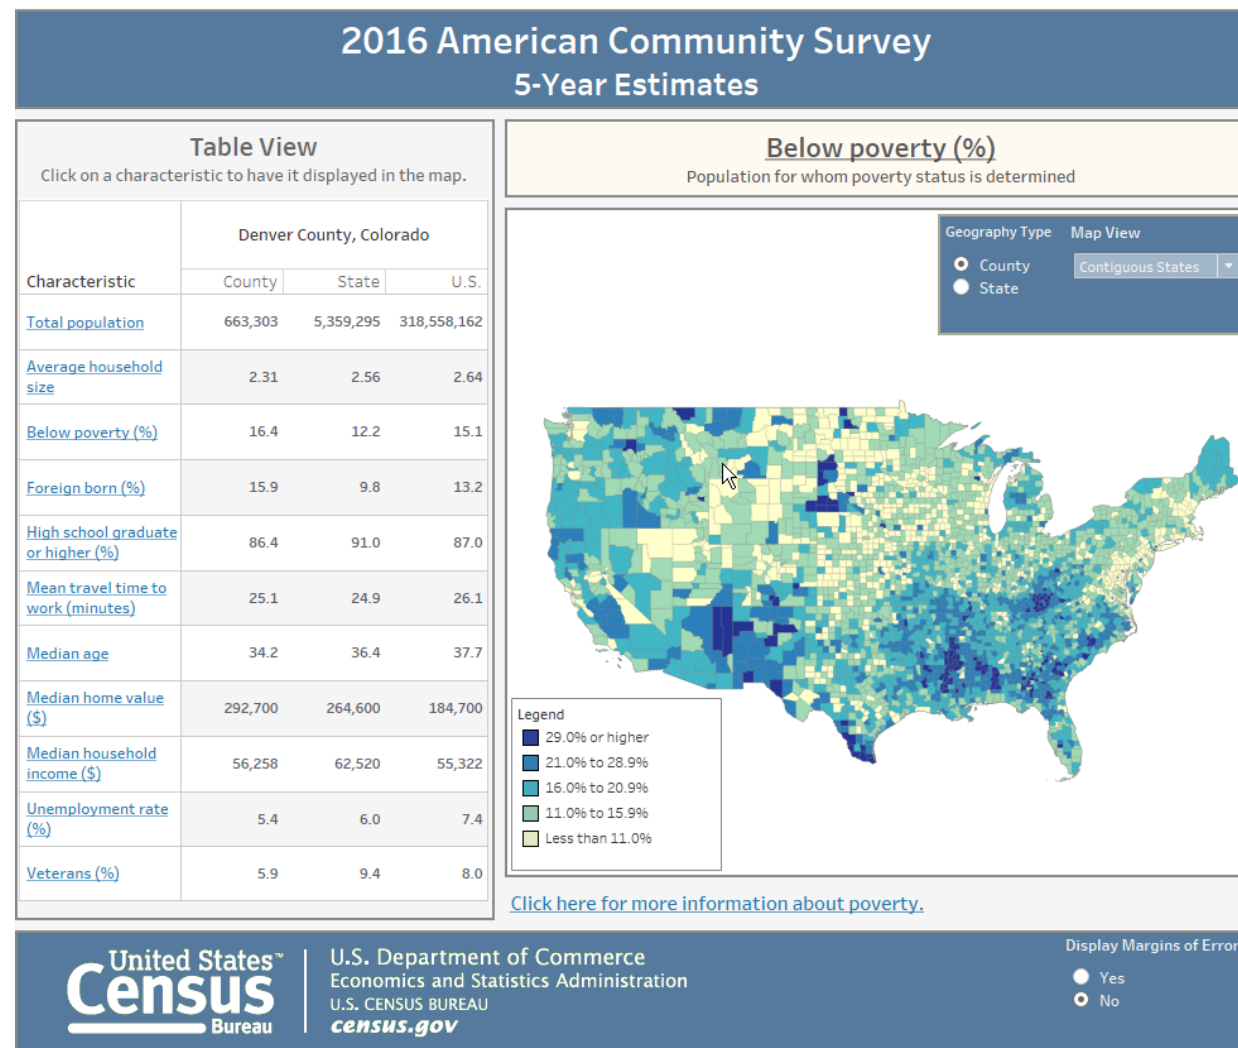 2016 American Community Survey
5-Year Estimates
Table View
Click on a characteristic to have it displayed in the map.
Denver County, Colorado
Characteristic County State U.S.
Total population 663,303 5,359,295 318,558,162
Average household
size 2.31 2.56 2.64
Below poverty (%) 16.4 12.2 15.1
Foreign born (%) 15.9 9.8 13.2
High school graduate
or higher (%) 86.4 91.0 87.0
Mean travel time to
work (minutes) 25.1 24.9 26.1
Median age 34.2 36.4 37.7
Median home value
($) 292,700 264,600 184,700
Median household
income ($) 56,258 62,520 55,322
Unemployment rate
(%) 5.4 6.0 7.4
Veterans (%) 5.9 9.4 8.0
Below poverty (%)
Population for whom poverty status is determined
Geography Type Map View
County Contiguous States
State
Legend
29.0% or higher
21.0% to 28.9%
16.0% to 20.9%
11.0% to 15.9%
Less than 11.0%
Click here for more information about poverty.
United States™
Census
Bureau
U.S. Department of Commerce
Economics and Statistics Administration
U.S. CENSUS BUREAU
census.gov
Display Margins of Error
Yes
No